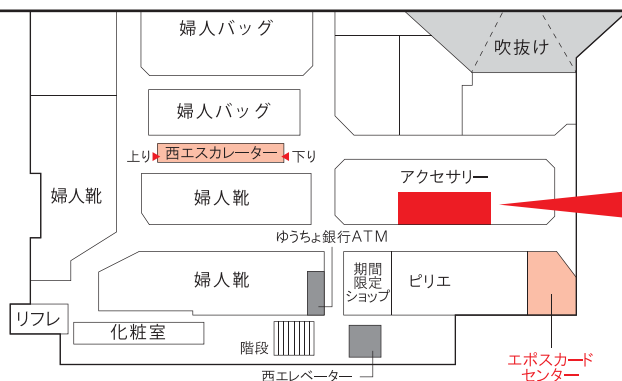 婦人バッグ
吹抜け
婦人バッグ
上り
西エスカレーター
下り
アクセサリー
婦人靴
婦人靴
ゆうちょ銀行ATM
婦人靴
期間
限定
ショップ
ピリエ
リフレ
化粧室
階段
エポスカード
センター
西エレベーター